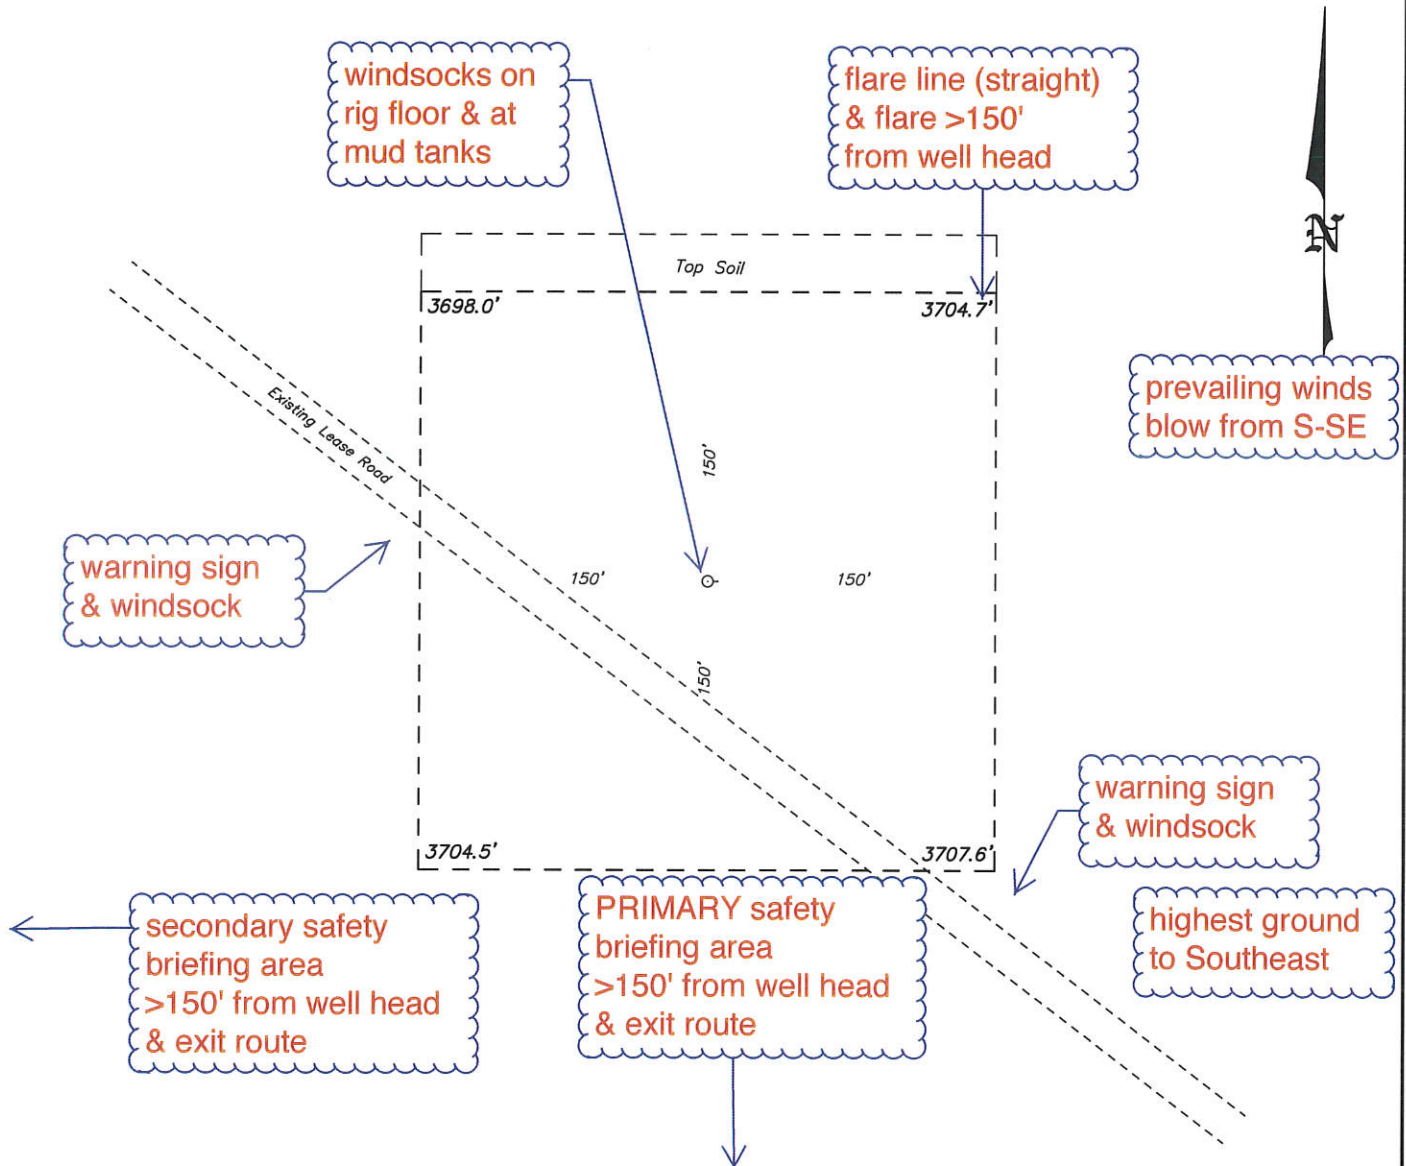 windsocks on
rig floor & at
mud tanks
flare line (straight)
& flare >150'
from well head
N
Top Soil
3698.0'
3704.7'
prevailing winds
blow from S-SE
Existing Lease Road
150'
warning sign
& windsock
150'
150'
150'
warning sign
& windsock
3704.5'
3707.6'
secondary safety
briefing area
>150' from well head
& exit route
PRIMARY safety
briefing area
>150' from well head
& exit route
highest ground
to Southeast